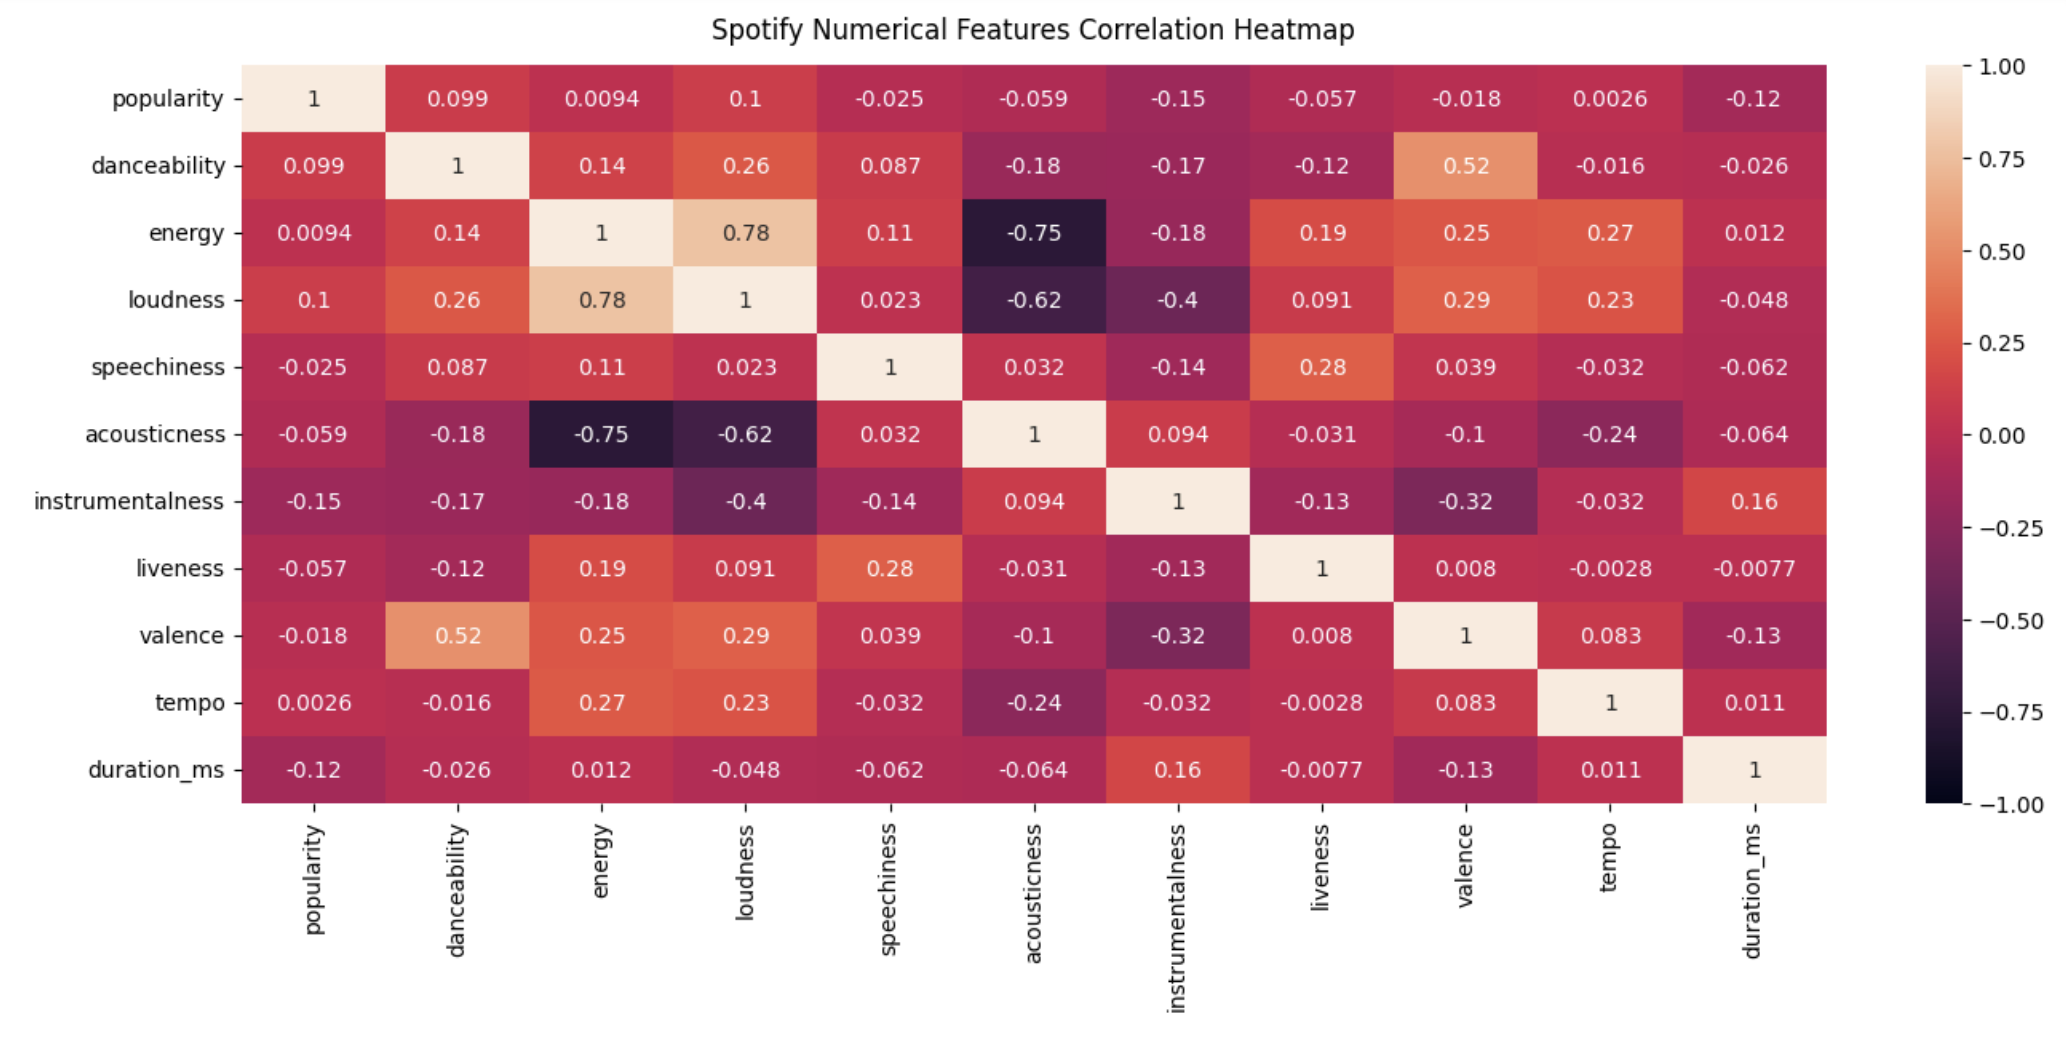 Spotify Numerical Features Correlation Heatmap
popularity 1 0.099 0.0094 0.1 -0.025 -0.059 -0.15 -0.057 -0.018 0.0026 -0.12
danceability 0.099 1 0.14 0.26 0.087 -0.18 -0.17 -0.12 0.52 -0.016 -0.026
energy 0.0094 0.14 1 0.78 0.11 -0.75 -0.18 0.19 0.25 0.27 0.012
loudness 0.1 0.26 0.78 1 0.023 -0.62 -0.4 0.091 0.29 0.23 -0.048
speechiness -0.025 0.087 0.11 0.023 1 0.032 -0.14 0.28 0.039 -0.032 -0.062
acousticness -0.059 -0.18 -0.75 -0.62 0.032 1 0.094 -0.031 -0.1 -0.24 -0.064
instrumentalness -0.15 -0.17 -0.18 -0.4 -0.14 0.094 1 -0.13 -0.32 -0.032 0.16
liveness -0.057 -0.12 0.19 0.091 0.28 -0.031 -0.13 1 0.008 -0.0028 -0.0077
valence -0.018 0.52 0.25 0.29 0.039 -0.1 -0.32 0.008 1 0.083 -0.13
tempo 0.0026 -0.016 0.27 0.23 -0.032 -0.24 -0.032 -0.0028 0.083 1 0.011
duration_ms -0.12 -0.026 0.012 -0.048 -0.062 -0.064 0.16 -0.0077 -0.13 0.011 1
popularity danceability energy loudness speechiness acousticness instrumentalness liveness valence tempo duration_ms
1.00
0.75
0.50
0.25
0.00
−0.25
−0.50
−0.75
−1.00